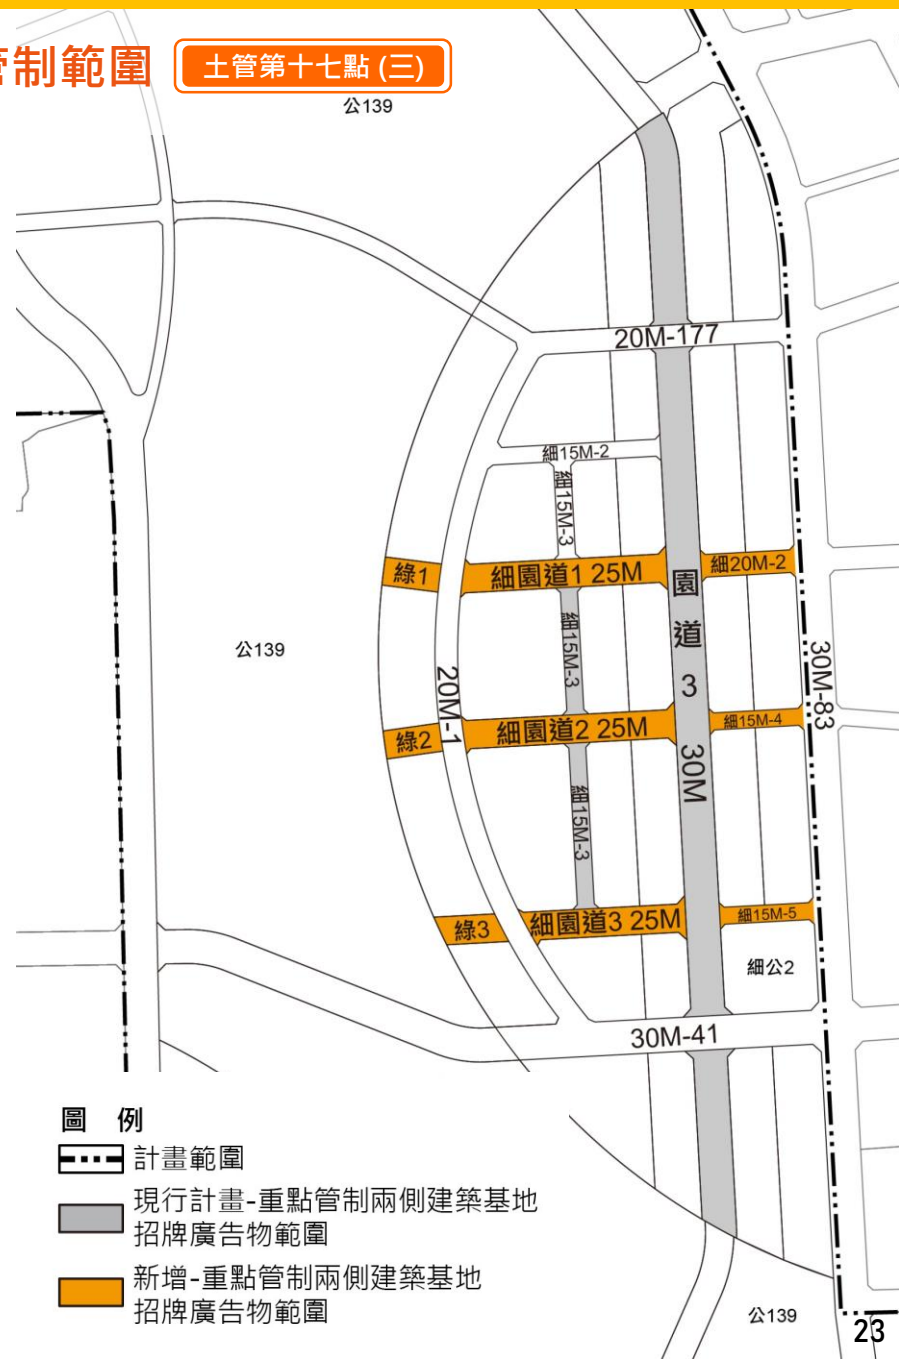 管制範圍
土管第十七點 (三)
公139
20M-177
細15M-2
細15M-3
綠1
細園道1 25M
細20M-2
園道3 30M
公139
細15M-3
20M-1
30M-83
綠2
細園道2 25M
細15M-4
細15M-3
綠3
細園道3 25M
細15M-5
細公2
30M-41
圖 例
計畫範圍
現行計畫-重點管制兩側建築基地
招牌廣告物範圍
新增-重點管制兩側建築基地
招牌廣告物範圍
公139
23